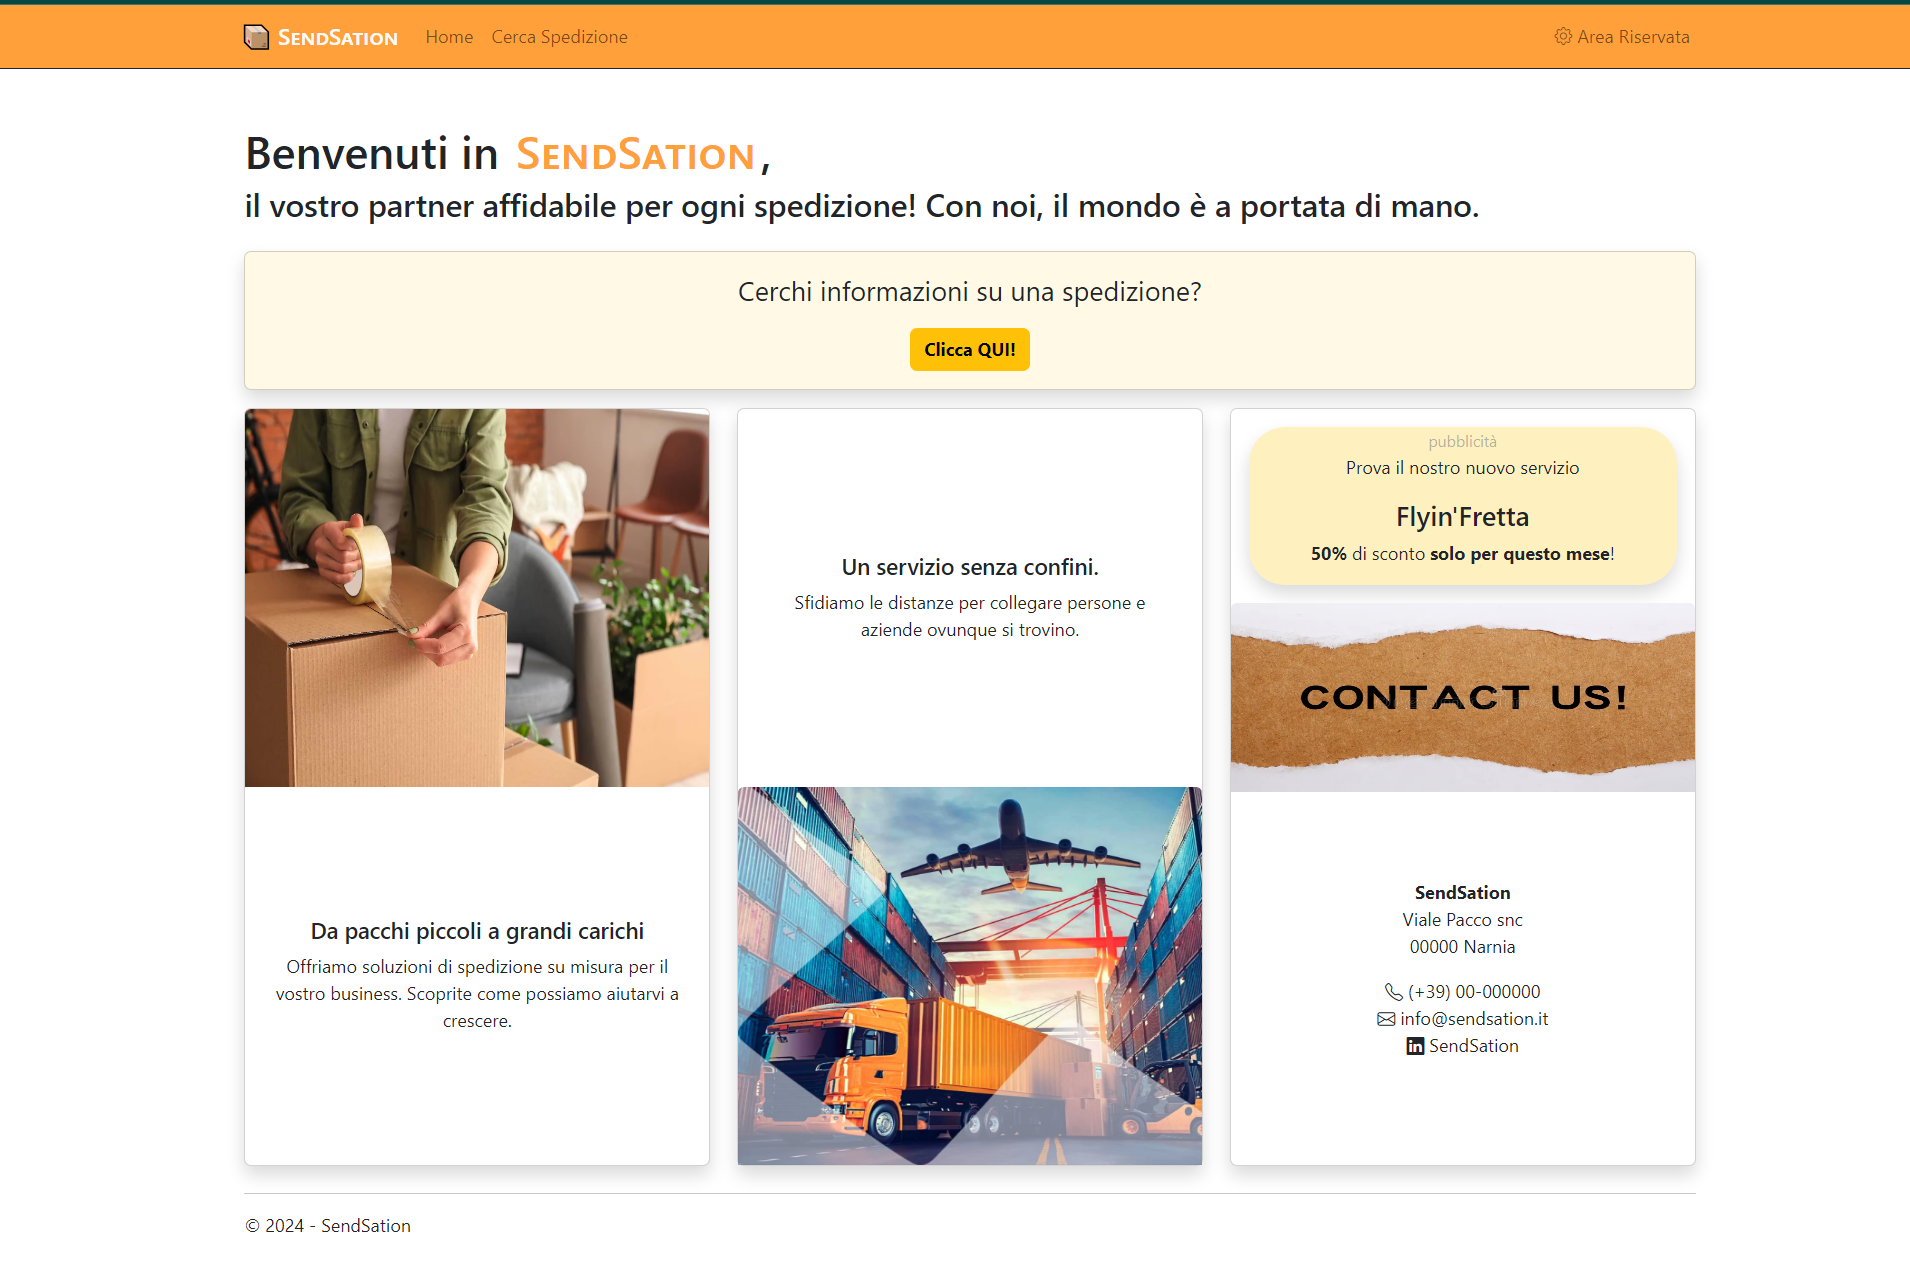 SENDSATION
Home
Cerca Spedizione
Area Riservata
Benvenuti in SENDSATION,
il vostro partner affidabile per ogni spedizione! Con noi, il mondo è a portata di mano.
Cerchi informazioni su una spedizione?
Clicca QUI!
Da pacchi piccoli a grandi carichi
Offriamo soluzioni di spedizione su misura per il
vostro business. Scoprite come possiamo aiutarvi a
crescere.
Un servizio senza confini.
Sfidiamo le distanze per collegare persone e
aziende ovunque si trovino.
pubblicità
Prova il nostro nuovo servizio
Flyin'Fretta
50% di sconto solo per questo mese!
CONTACT US!
SendSation
Viale Pacco snc
00000 Narnia
(+39) 00-000000
info@sendsation.it
SendSation
© 2024 - SendSation